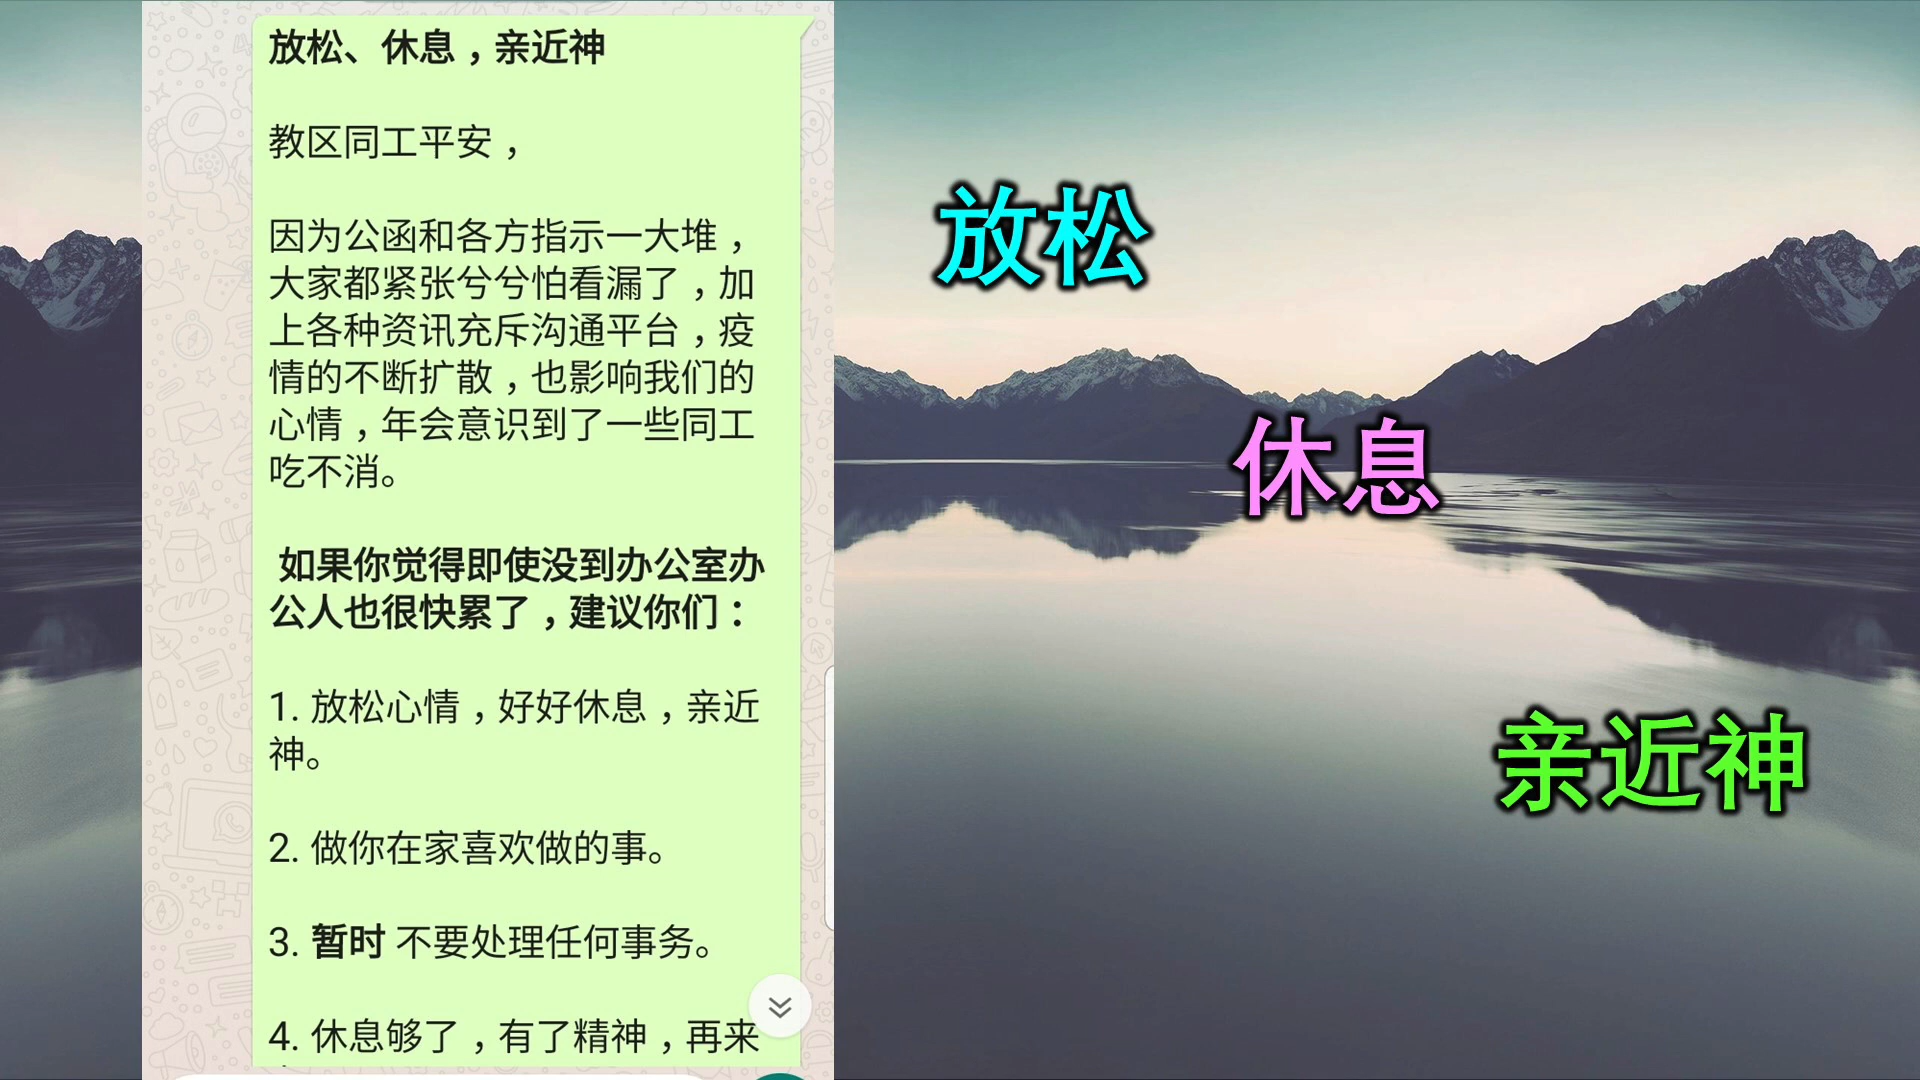 放松、休息，亲近神
教区同工平安，
因为公函和各方指示一大堆，
大家都紧张兮兮怕看漏了，加
上各种资讯充斥沟通平台，疫
情的不断扩散，也影响我们的
心情，年会意识到了一些同工
吃不消。
如果你觉得即使没到办公室办
公人也很快累了，建议你们：
1. 放松心情，好好休息，亲近
神。
2. 做你在家喜欢做的事。
3. 暂时 不要处理任何事务。
4. 休息够了，有了精神，再来
放松
休息
亲近神